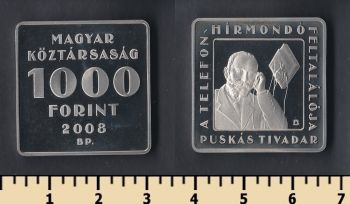 MAGYAR
KÖZTÁRSASÁG
1000
FORINT
2008
BP.
A TELEFON
HÍRMONDÓ
FELTALÁLÓJA
PUSKÁS TIVADAR
1 2 3 4 5 6 7